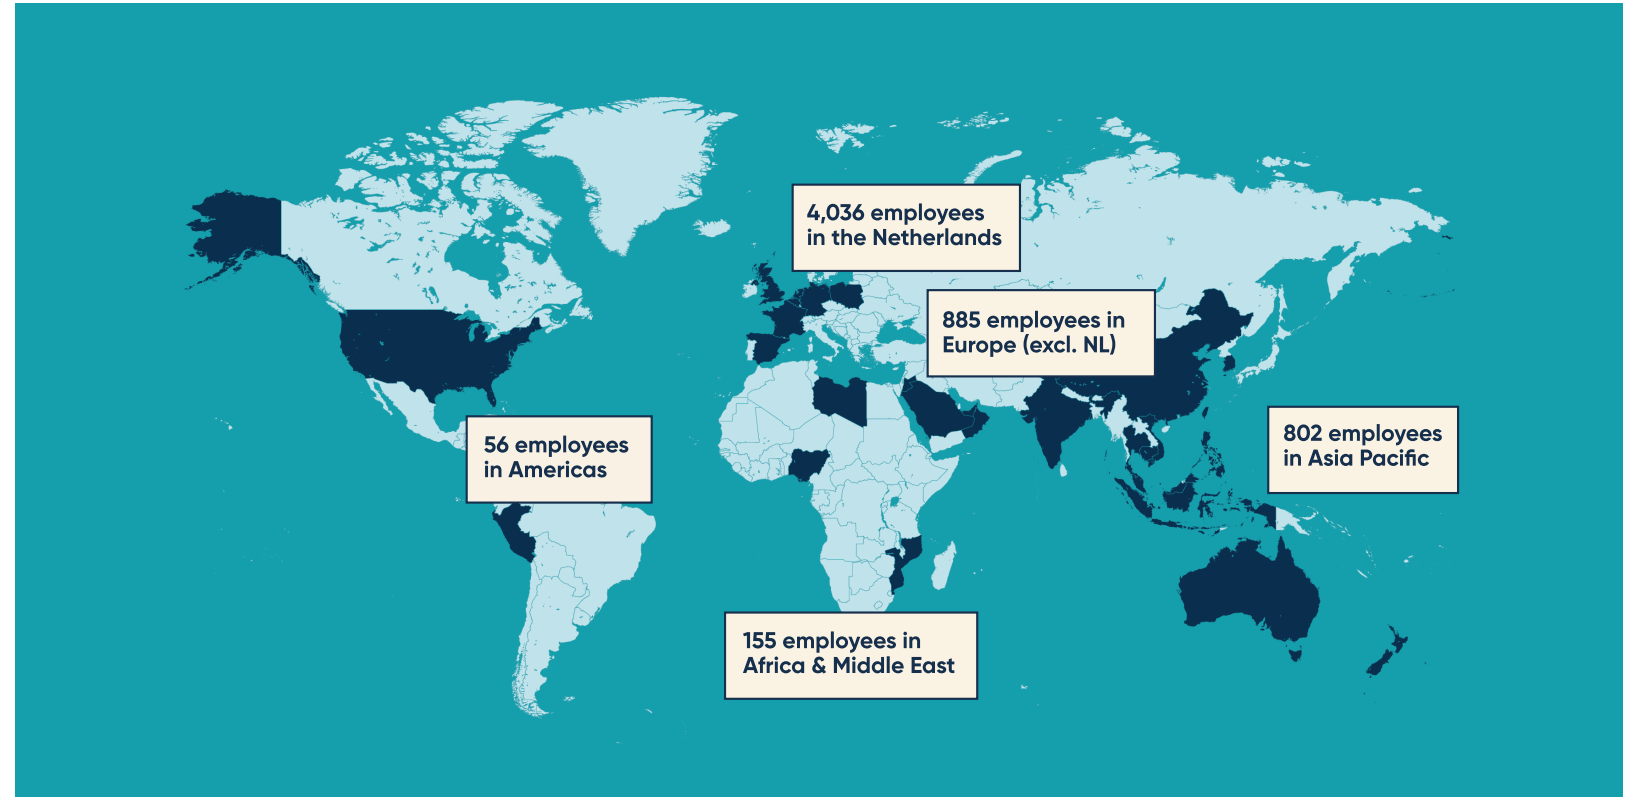 4,036 employees
in the Netherlands
885 employees in
Europe (excl. NL)
56 employees
in Americas
802 employees
in Asia Pacific
155 employees in
Africa & Middle East